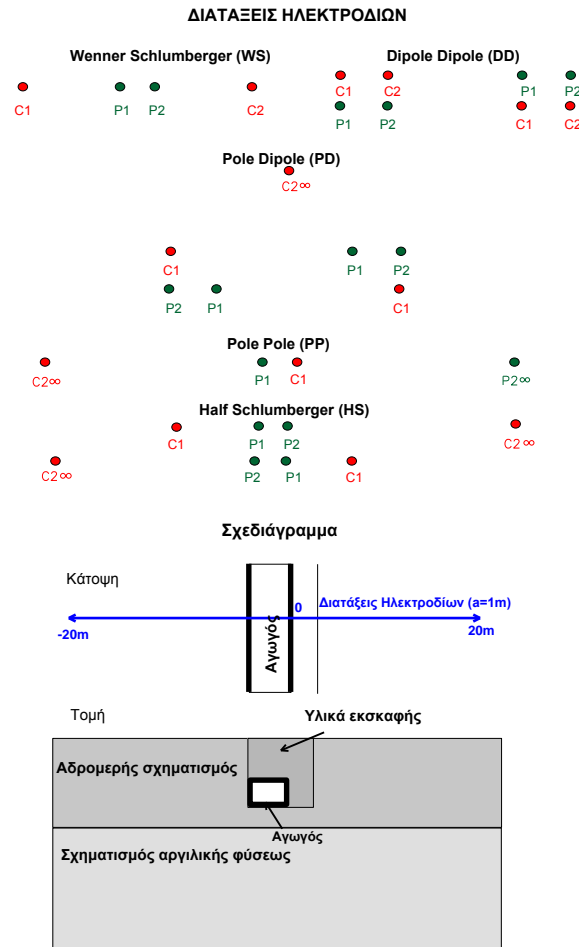 ΔΙΑΤΑΞΕΙΣ ΗΛΕΚΤΡΟΔΙΩΝ
Wenner Schlumberger (WS) Dipole Dipole (DD)
C1 P1 P2 C2 C1 C2 P1 P2
P1 P2 C1 C2
Pole Dipole (PD)
C2∞
C1 P1 P2
P2 P1 C1
Pole Pole (PP)
C2∞ P1 C1 P2∞
Half Schlumberger (HS)
C1 P1 P2 C2∞
C2∞ P2 P1 C1
Σχεδιάγραμμα
Κάτοψη
Αγωγός
0 Διατάξεις Ηλεκτροδίων (a=1m)
-20m 20m
Τομή Υλικά εκσκαφής
Αδρομερής σχηματισμός
Αγωγός
Σχηματισμός αργιλικής φύσεως